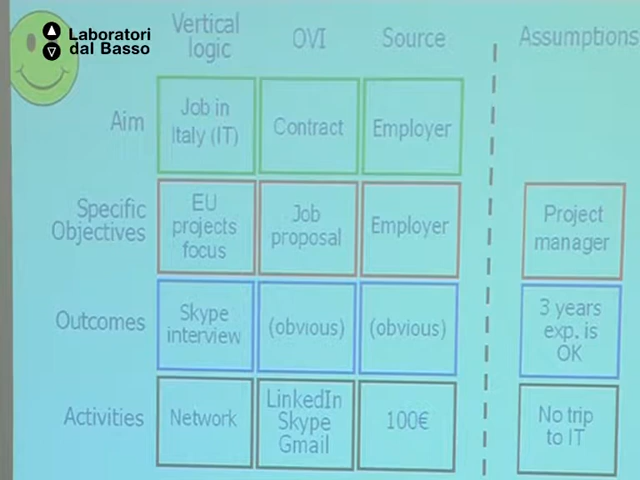 Laboratori
dal Basso
Vertical
logic
OVI
Source
Assumptions
Aim
Job in
Italy (IT)
Contract
Employer
Specific
Objectives
EU
projects
focus
Job
proposal
Employer
Project
manager
Outcomes
Skype
interview
(obvious)
(obvious)
3 years
exp. is
OK
Activities
Network
LinkedIn
Skype
Gmail
100€
No trip
to IT